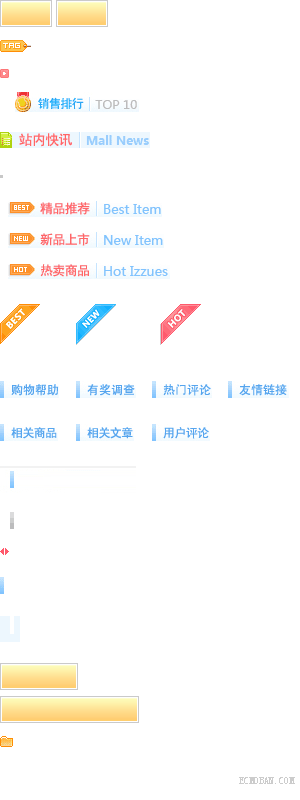 TAG
销售排行 TOP 10
站内快讯 Mall News
BEST 精品推荐 Best Item
NEW 新品上市 New Item
HOT 热卖商品 Hot Izzues
BEST NEW HOT
购物帮助 有奖调查 热门评论 友情链接
相关商品 相关文章 用户评论
ECMOBAN.COM